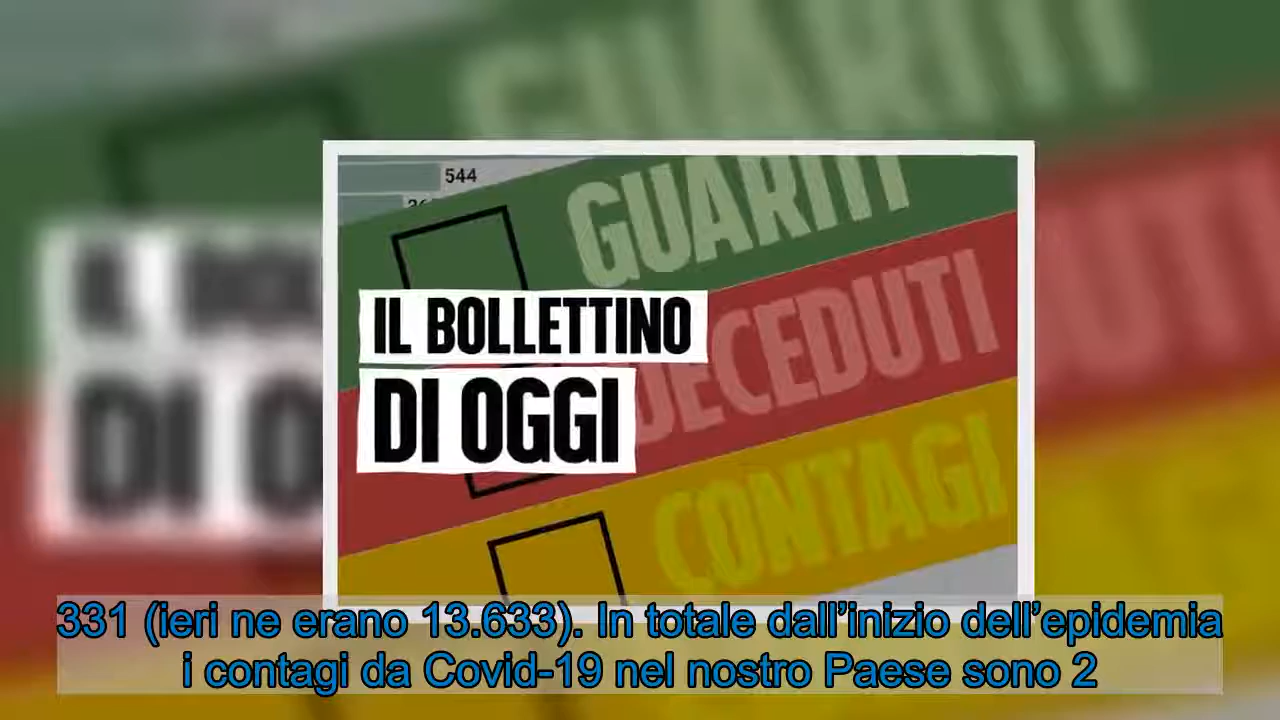 544
GUARITI
IL BOLLETTINO
DECEDUTI
DI OGGI
CONTAGI
331 (ieri ne erano 13.633). In totale dall’inizio dell’epidemia
i contagi da Covid-19 nel nostro Paese sono 2